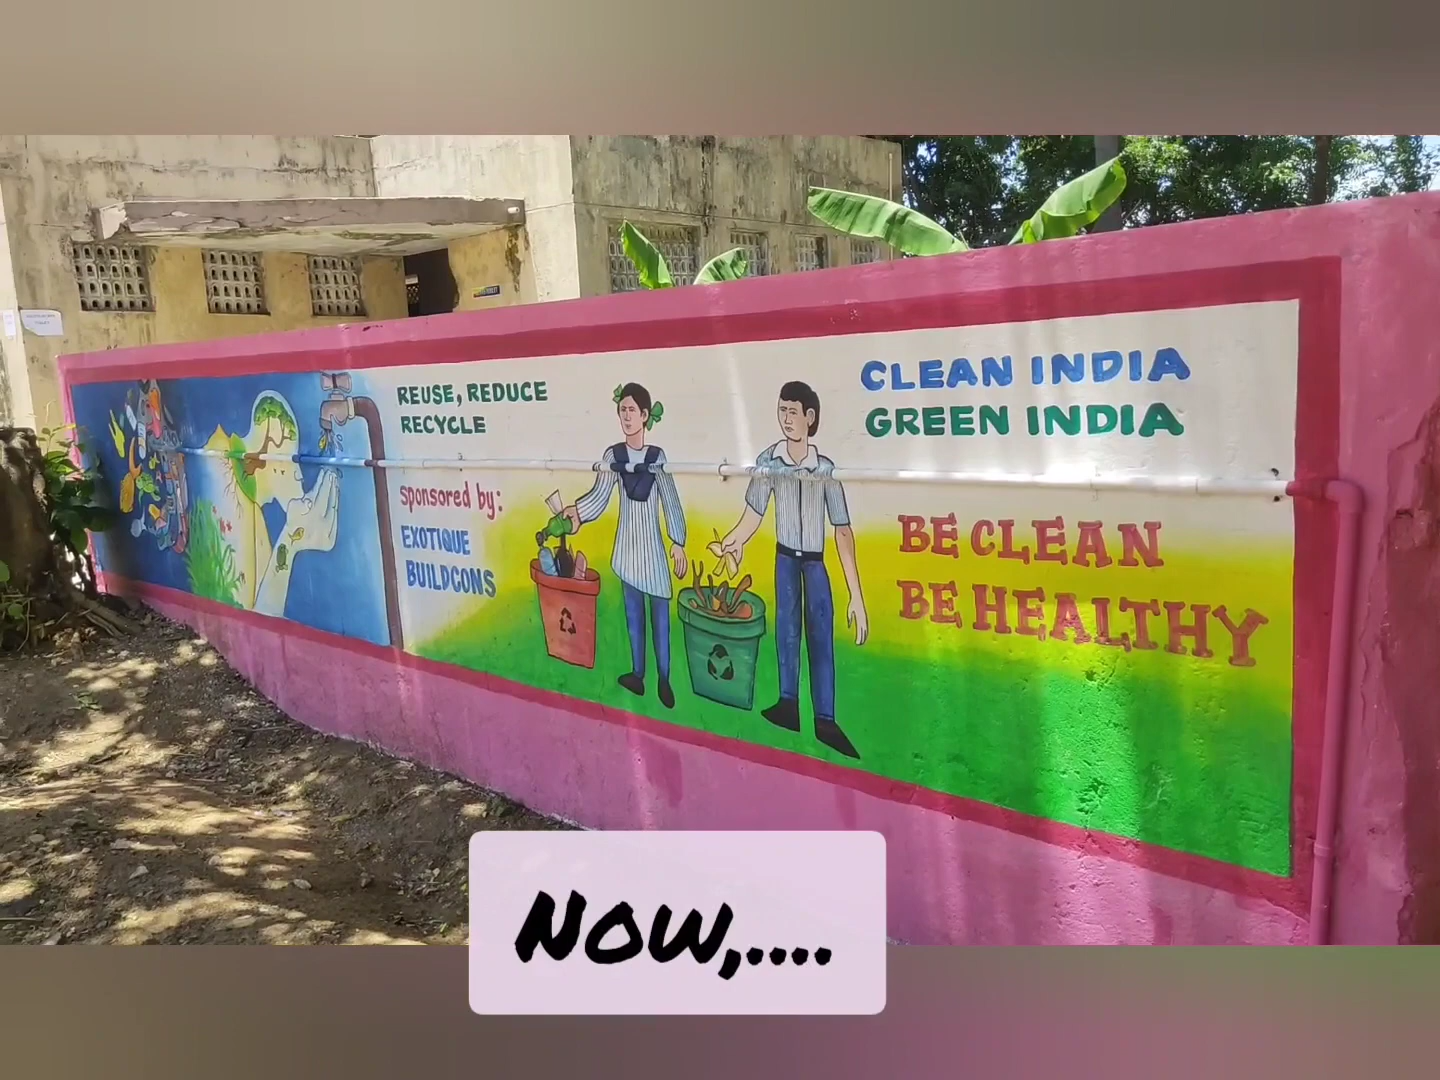 REUSE, REDUCE
RECYCLE
Sponsored by:
EXOTIQUE
BUILDCONS
CLEAN INDIA
GREEN INDIA
BE CLEAN
BE HEALTHY
Now,....